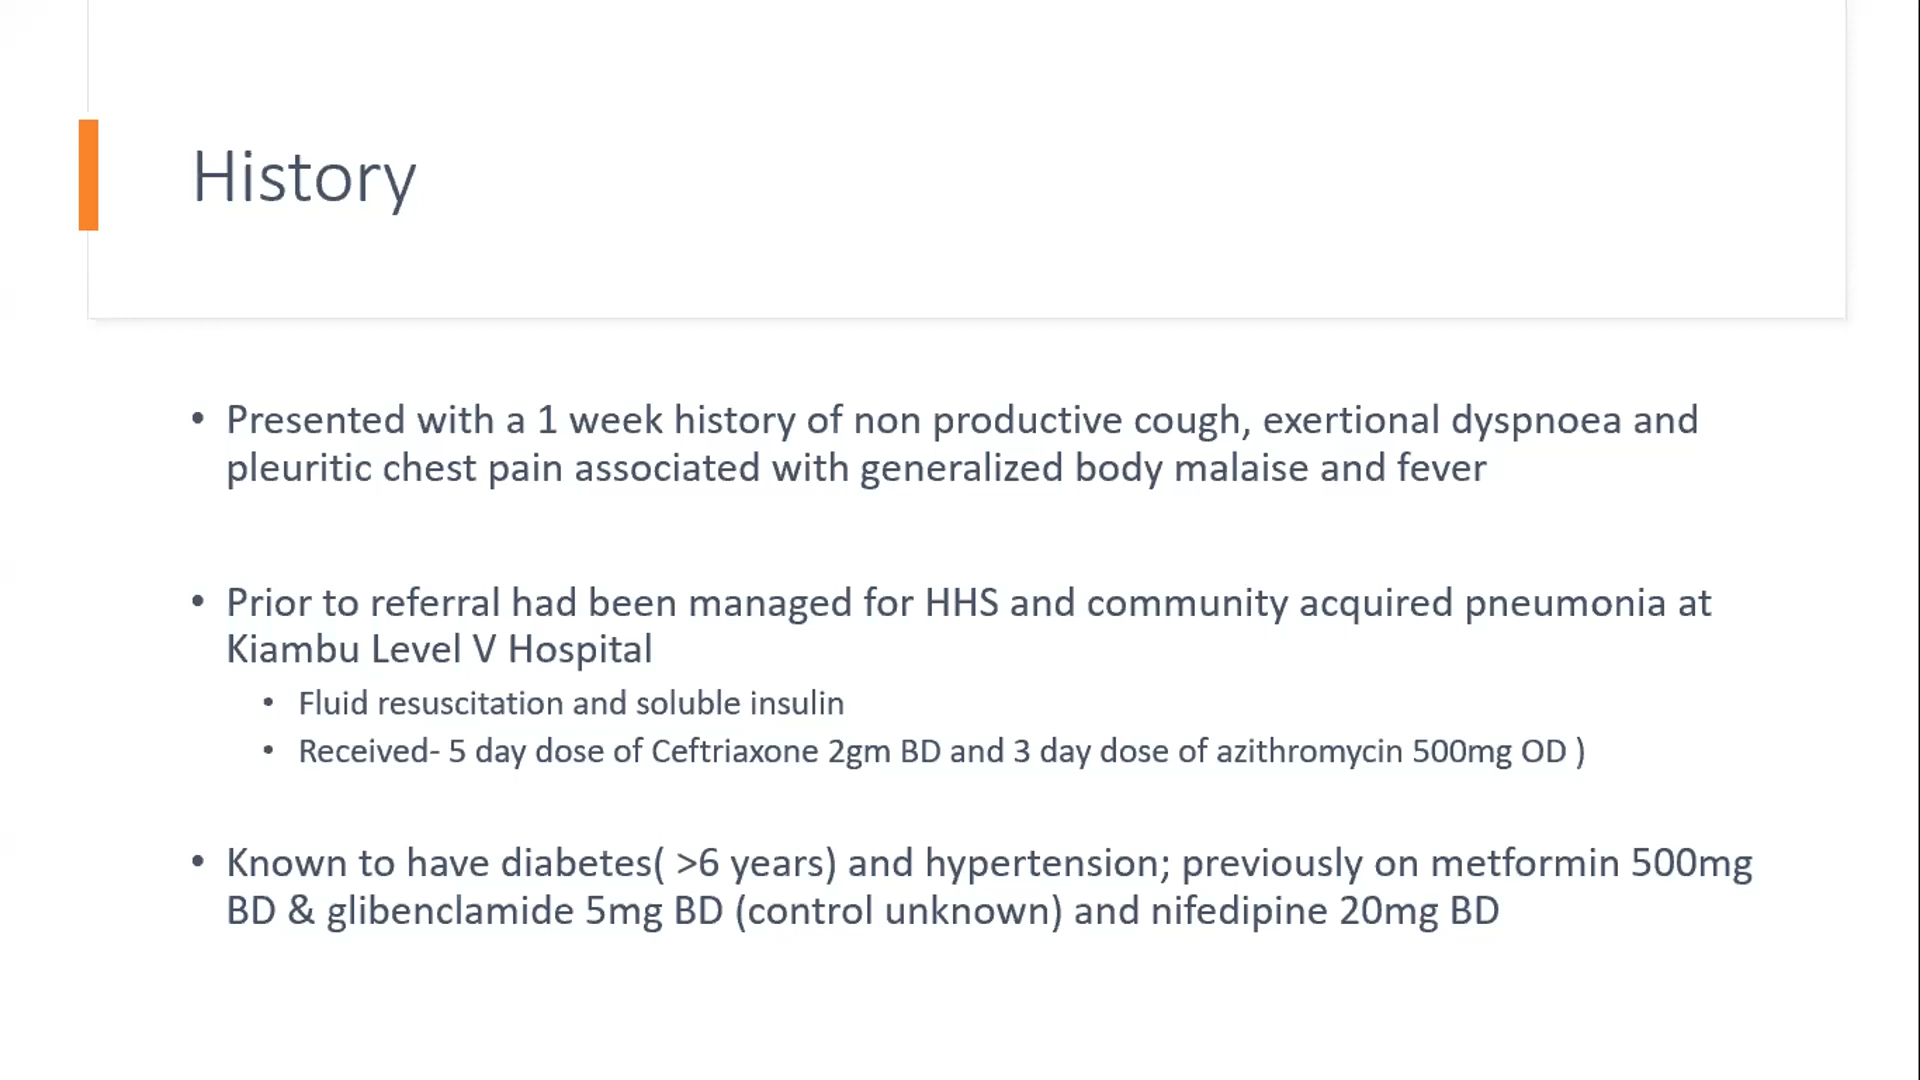 History
• Presented with a 1 week history of non productive cough, exertional dyspnoea and
pleuritic chest pain associated with generalized body malaise and fever
• Prior to referral had been managed for HHS and community acquired pneumonia at
Kiambu Level V Hospital
• Fluid resuscitation and soluble insulin
• Received- 5 day dose of Ceftriaxone 2gm BD and 3 day dose of azithromycin 500mg OD )
• Known to have diabetes( >6 years) and hypertension; previously on metformin 500mg
BD & glibenclamide 5mg BD (control unknown) and nifedipine 20mg BD